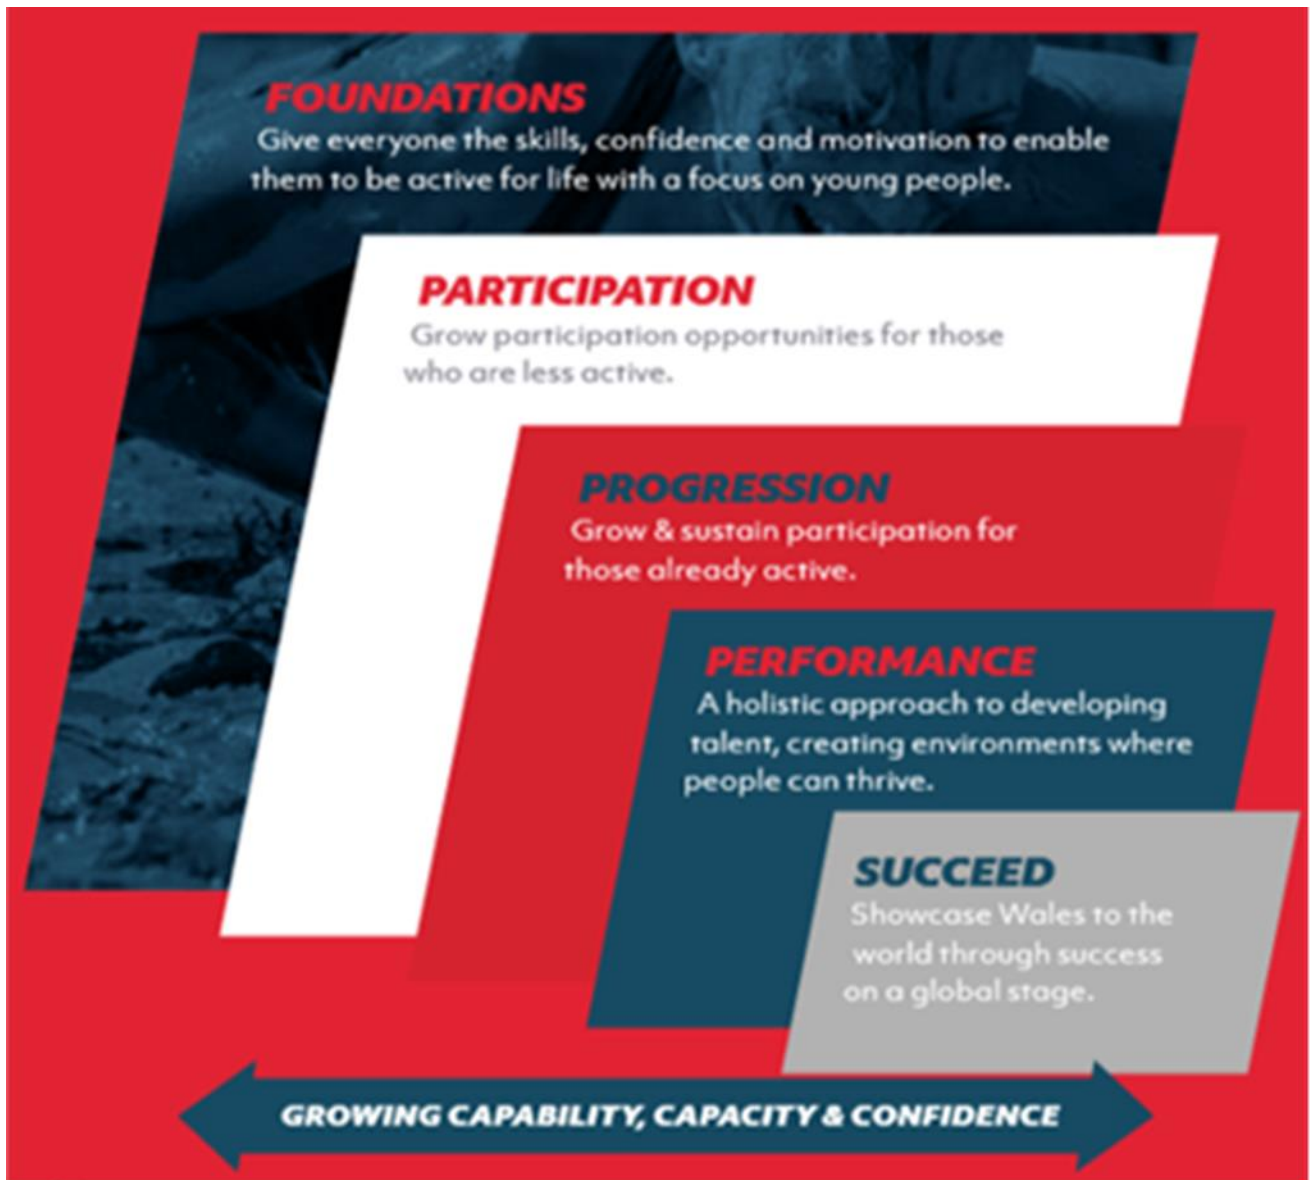 FOUNDATIONS
Give everyone the skills, confidence and motivation to enable
them to be active for life with a focus on young people.
PARTICIPATION
Grow participation opportunities for those
who are less active.
PROGRESSION
Grow & sustain participation for
those already active.
PERFORMANCE
A holistic approach to developing
talent, creating environments where
people can thrive.
SUCCEED
Showcase Wales to the
world through success
on a global stage.
GROWING CAPABILITY, CAPACITY & CONFIDENCE